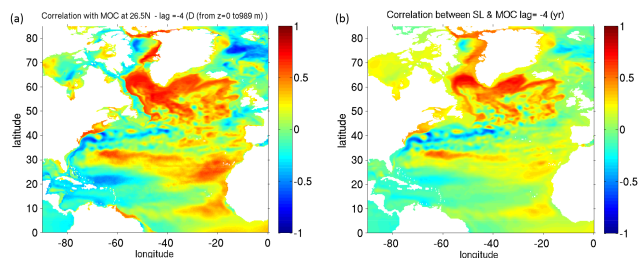 (a)
Correlation with MOC at 26.5N - lag =-4 (D (from z=0 to989 m) )
latitude
80
70
60
50
40
30
20
10
0
-80 -60 -40 -20 0
longitude
1
0.5
0
-0.5
-1
(b)
Correlation between SL & MOC lag= -4 (yr)
latitude
80
70
60
50
40
30
20
10
0
-80 -60 -40 -20 0
longitude
1
0.5
0
-0.5
-1